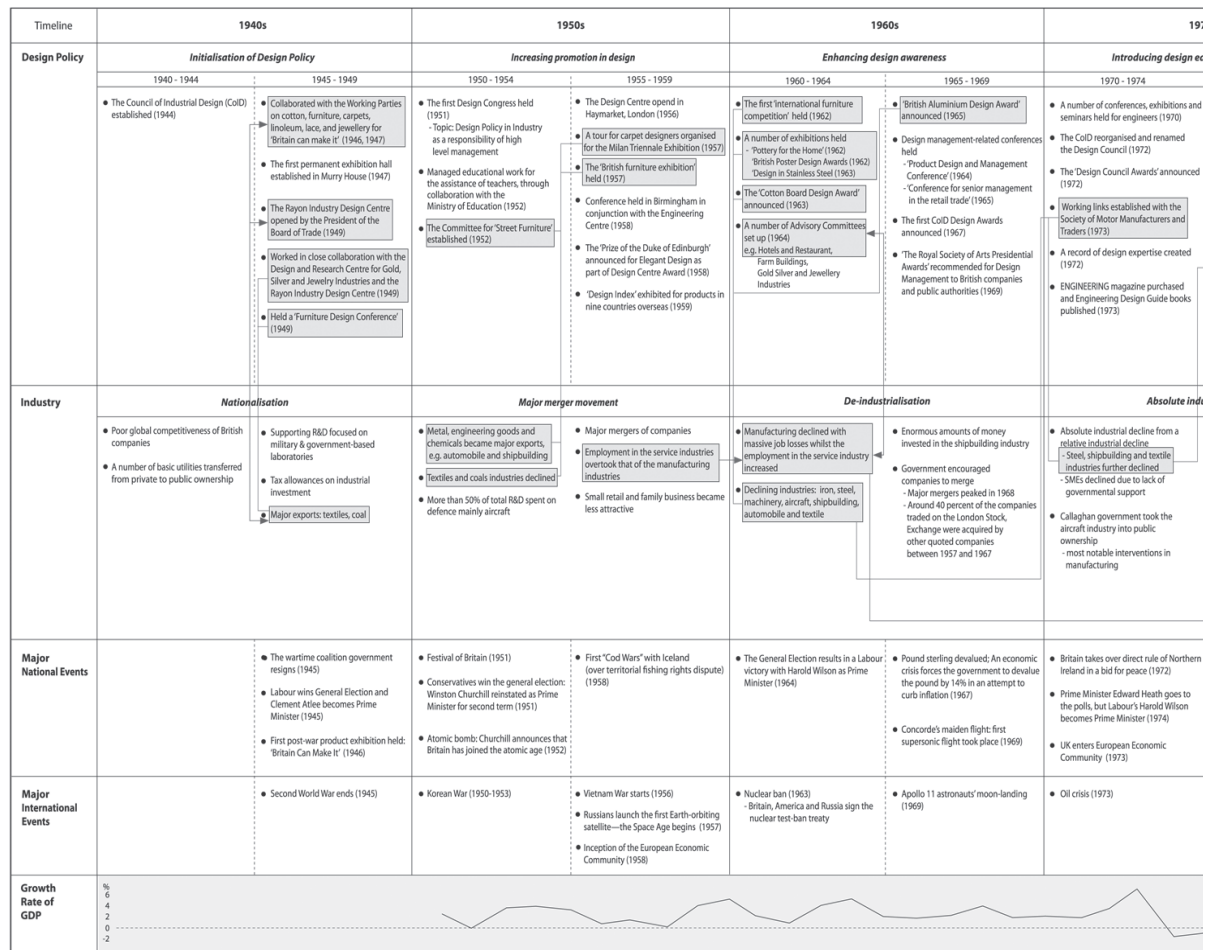 Timeline
1940s
1950s
1960s
197
Design Policy
Initialisation of Design Policy
Increasing promotion in design
Enhancing design awareness
Introducing design ec
1940 - 1944
1945 - 1949
1950 - 1954
1955 - 1959
1960 - 1964
1965 - 1969
1970 - 1974
• The Council of Industrial Design (CoID)
established (1944)
• Collaborated with the Working Parties
on cotton, furniture, carpets,
linoleum, lace, and jewellery for
'Britain can make it' (1946, 1947)
• The first permanent exhibition hall
established in Murry House (1947)
• The Rayon Industry Design Centre
opened by the President of the
Board of Trade (1949)
• Worked in close collaboration with the
Design and Research Centre for Gold,
Silver and Jewelry Industries and the
Rayon Industry Design Centre (1949)
• Held a 'Furniture Design Conference'
(1949)
• The first Design Congress held
(1951)
- Topic: Design Policy in Industry
as a responsibility of high
level management
• Managed educational work for
the assistance of teachers, through
collaboration with the
Ministry of Education (1952)
• The Committee for 'Street Furniture'
established (1952)
• The Design Centre opend in
Haymarket, London (1956)
• A tour for carpet designers organised
for the Milan Triennale Exhibition (1957)
• The 'British furniture exhibition'
held (1957)
• Conference held in Birmingham in
conjunction with the Engineering
Centre (1958)
• The 'Prize of the Duke of Edinburgh'
announced for Elegant Design as
part of Design Centre Award (1958)
• 'Design Index' exhibited for products in
nine countries overseas (1959)
• The first 'international furniture
competition' held (1962)
• A number of exhibitions held
- 'Pottery for the Home' (1962)
'British Poster Design Awards (1962)
'Design in Stainless Steel' (1963)
• The 'Cotton Board Design Award'
announced (1963)
• A number of Advisory Committees
set up (1964)
e.g. Hotels and Restaurant,
Farm Buildings,
Gold Silver and Jewellery
Industries
• 'British Aluminium Design Award'
announced (1965)
• Design management-related conferences
held
- 'Product Design and Management
Conference' (1964)
- 'Conference for senior management
in the retail trade' (1965)
• The first CoID Design Awards
announced (1967)
• 'The Royal Society of Arts Presidential
Awards' recommended for Design
Management to British companies
and public authorities (1969)
• A number of conferences, exhibitions and
seminars held for engineers (1970)
• The CoID reorganised and renamed
the Design Council (1972)
• The 'Design Council Awards' announced
(1972)
• Working links established with the
Society of Motor Manufacturers and
Traders (1973)
• A record of design expertise created
(1972)
• ENGINEERING magazine purchased
and Engineering Design Guide books
published (1973)
Industry
Nationalisation
Major merger movement
De-industrialisation
Absolute indu
• Poor global competitiveness of British
companies
• A number of basic utilities transferred
from private to public ownership
• Supporting R&D focused on
military & government-based
laboratories
• Tax allowances on industrial
investment
• Major exports: textiles, coal
• Metal, engineering goods and
chemicals became major exports,
e.g. automobile and shipbuilding
• Textiles and coals industries declined
• More than 50% of total R&D spent on
defence mainly aircraft
• Major mergers of companies
• Employment in the service industries
overtook that of the manufacturing
industries
• Small retail and family business became
less attractive
• Manufacturing declined with
massive job losses whilst the
employment in the service industry
increased
• Declining industries: iron, steel,
machinery, aircraft, shipbuilding,
automobile and textile
• Enormous amounts of money
invested in the shipbuilding industry
• Government encouraged
companies to merge
- Major mergers peaked in 1968
- Around 40 percent of the companies
traded on the London Stock,
Exchange were acquired by
other quoted companies
between 1957 and 1967
• Absolute industrial decline from a
relative industrial decline
- Steel, shipbuilding and textile
industries further declined
- SMEs declined due to lack of
governmental support
• Callaghan government took the
aircraft industry into public
ownership
- most notable interventions in
manufacturing
Major
National Events
• The wartime coalition government
resigns (1945)
• Labour wins General Election and
Clement Atlee becomes Prime
Minister (1945)
• First post-war product exhibition held:
'Britain Can Make It' (1946)
• Festival of Britain (1951)
• Conservatives win the general election:
Winston Churchill reinstated as Prime
Minister for second term (1951)
• Atomic bomb: Churchill announces that
Britain has joined the atomic age (1952)
• First "Cod Wars" with Iceland
(over territorial fishing rights dispute)
(1958)
• The General Election results in a Labour
victory with Harold Wilson as Prime
Minister (1964)
• Pound sterling devalued; An economic
crisis forces the government to devalue
the pound by 14% in an attempt to
curb inflation (1967)
• Concorde's maiden flight: first
supersonic flight took place (1969)
• Britain takes over direct rule of Northern
Ireland in a bid for peace (1972)
• Prime Minister Edward Heath goes to
the polls, but Labour's Harold Wilson
becomes Prime Minister (1974)
• UK enters European Economic
Community (1973)
Major
International
Events
• Second World War ends (1945)
• Korean War (1950-1953)
• Vietnam War starts (1956)
• Russians launch the first Earth-orbiting
satellite—the Space Age begins (1957)
• Inception of the European Economic
Community (1958)
• Nuclear ban (1963)
- Britain, America and Russia sign the
nuclear test-ban treaty
• Apollo 11 astronauts' moon-landing
(1969)
• Oil crisis (1973)
Growth
Rate of
GDP
%
6
4
2
0
-2